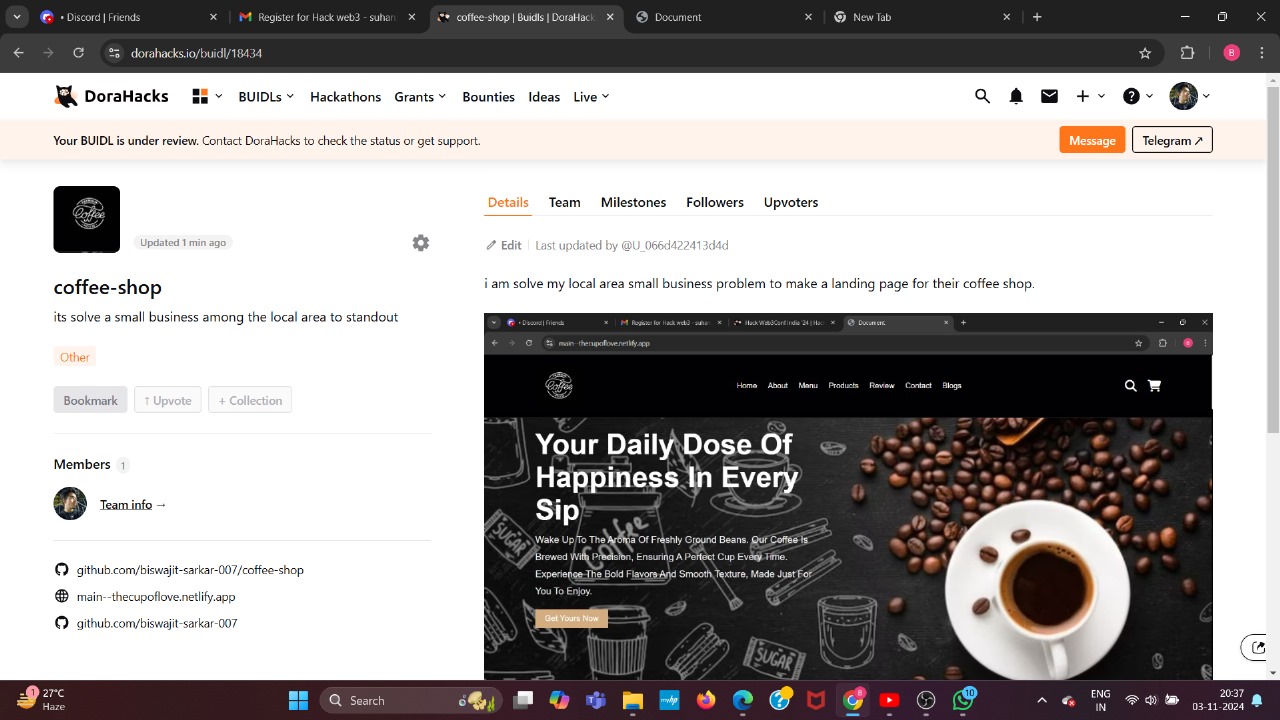 Discord | Friends
Register for Hack web3 - suhan
coffee-shop | Buidls | DoraHack
Document
New Tab
dorahacks.io/buidl/18434
B
DoraHacks
BUIDLs
Hackathons
Grants
Bounties
Ideas
Live
Your BUIDL is under review. Contact DoraHacks to check the status or get support.
Message
Telegram ↗
Coffee
Updated 1 min ago
coffee-shop
its solve a small business among the local area to standout
Other
Bookmark
↑ Upvote
+ Collection
Members 1
Team info →
github.com/biswajit-sarkar-007/coffee-shop
main--thecupoflove.netlify.app
github.com/biswajit-sarkar-007
Details
Team
Milestones
Followers
Upvoters
Edit
Last updated by @U_066d422413d4d
i am solve my local area small business problem to make a landing page for their coffee shop.
Discord | Friends
Register for Hack web3 - suhan
Hack Web3Conf India '24 | Hac
Document
main--thecupoflove.netlify.app
B
Coffee
Home
About
Menu
Products
Review
Contact
Blogs
Your Daily Dose Of
Happiness In Every
Sip
Wake Up To The Aroma Of Freshly Ground Beans. Our Coffee Is
Brewed With Precision, Ensuring A Perfect Cup Every Time.
Experience The Bold Flavors And Smooth Texture, Made Just For
You To Enjoy.
Get Yours Now
SUGAR
SUGAR
1
27°C
Haze
Search
8
10
ENG
IN
20:37
03-11-2024